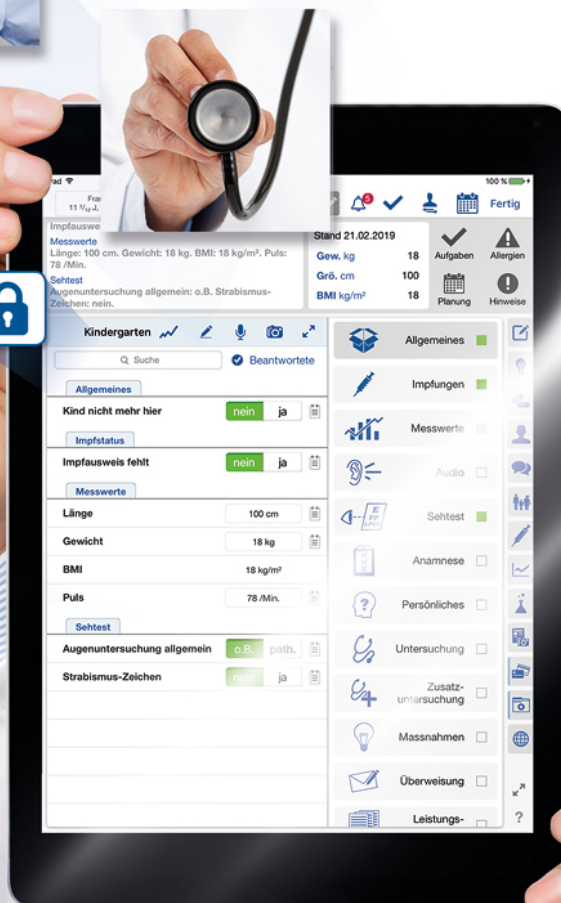 100 %
5
Fertig
Messwerte
Länge: 100 cm. Gewicht: 18 kg. BMI: 18 kg/m². Puls:
78 /Min.
Sehtest
Augenuntersuchung allgemein: o.B. Strabismus-
Zeichen: nein.
Stand 21.02.2019
Gew. kg 18
Grö. cm 100
BMI kg/m² 18
Aufgaben
Allergien
Planung
Hinweise
Kindergarten
Suche
Beantwortete
Allgemeines
Kind nicht mehr hier nein ja
Impfstatus
Impfausweis fehlt nein ja
Messwerte
Länge 100 cm
Gewicht 18 kg
BMI 18 kg/m²
Puls 78 /Min.
Sehtest
Augenuntersuchung allgemein o.B. path.
Strabismus-Zeichen nein ja
Allgemeines
Impfungen
Messwerte
Audio
Sehtest
Anamnese
Persönliches
Untersuchung
Zusatz-
untersuchung
Massnahmen
Überweisung
Leistungs-
?